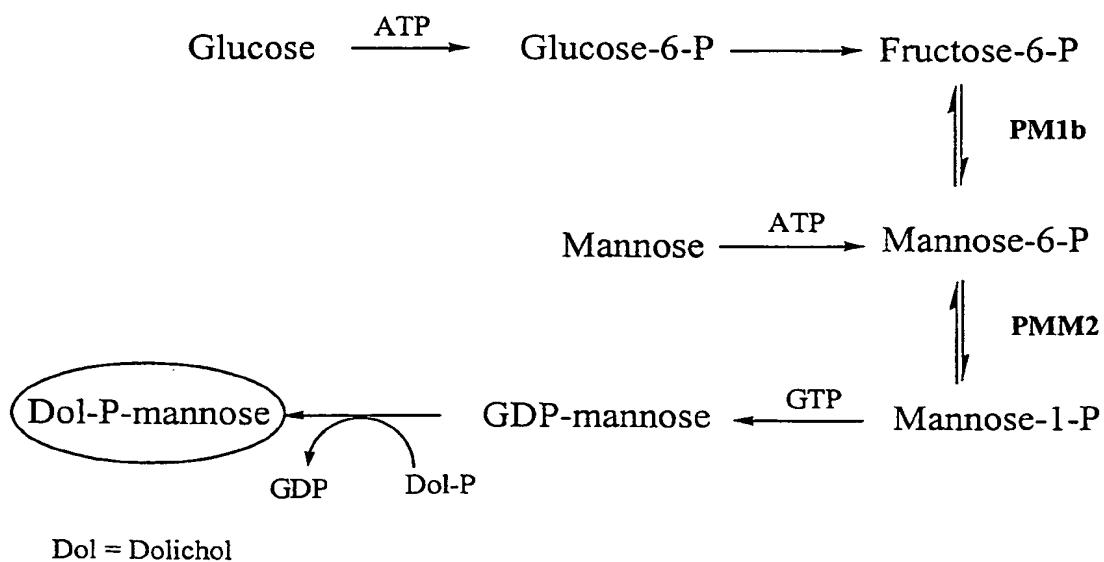 Glucose ATP Glucose-6-P Fructose-6-P
PM1b
Mannose ATP Mannose-6-P
PMM2
Dol-P-mannose GDP-mannose GTP Mannose-1-P
GDP Dol-P
Dol = Dolichol